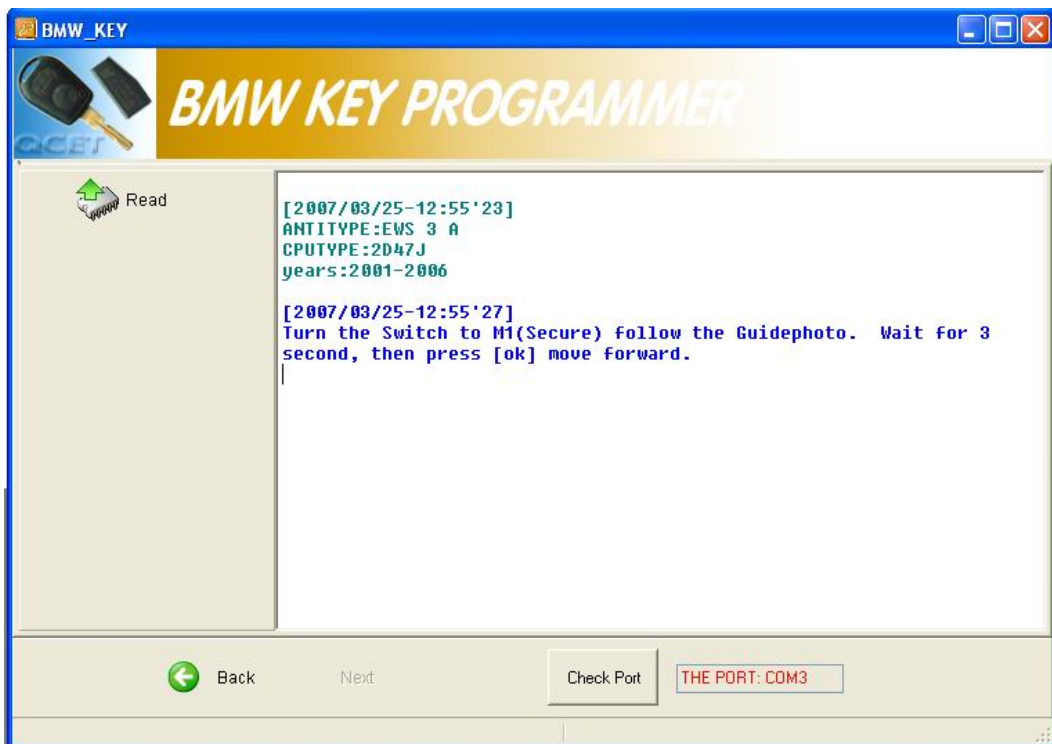 BMW_KEY
BMW KEY PROGRAMMER
QCET
Read
[2007/03/25-12:55'23]
ANTITYPE:EWS 3 A
CPUTYPE:2D47J
years:2001-2006
[2007/03/25-12:55'27]
Turn the Switch to M1(Secure) follow the Guidephoto.  Wait for 3
second, then press [ok] move forward.
Back
Next
Check Port
THE PORT: COM3